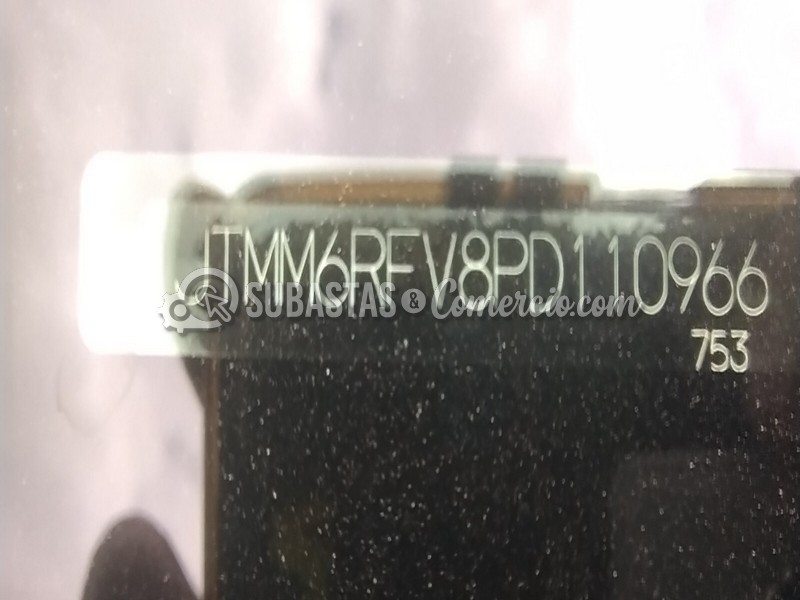 JTMM6RFV8PD110966
SUBASTAS & Comercio.com
753